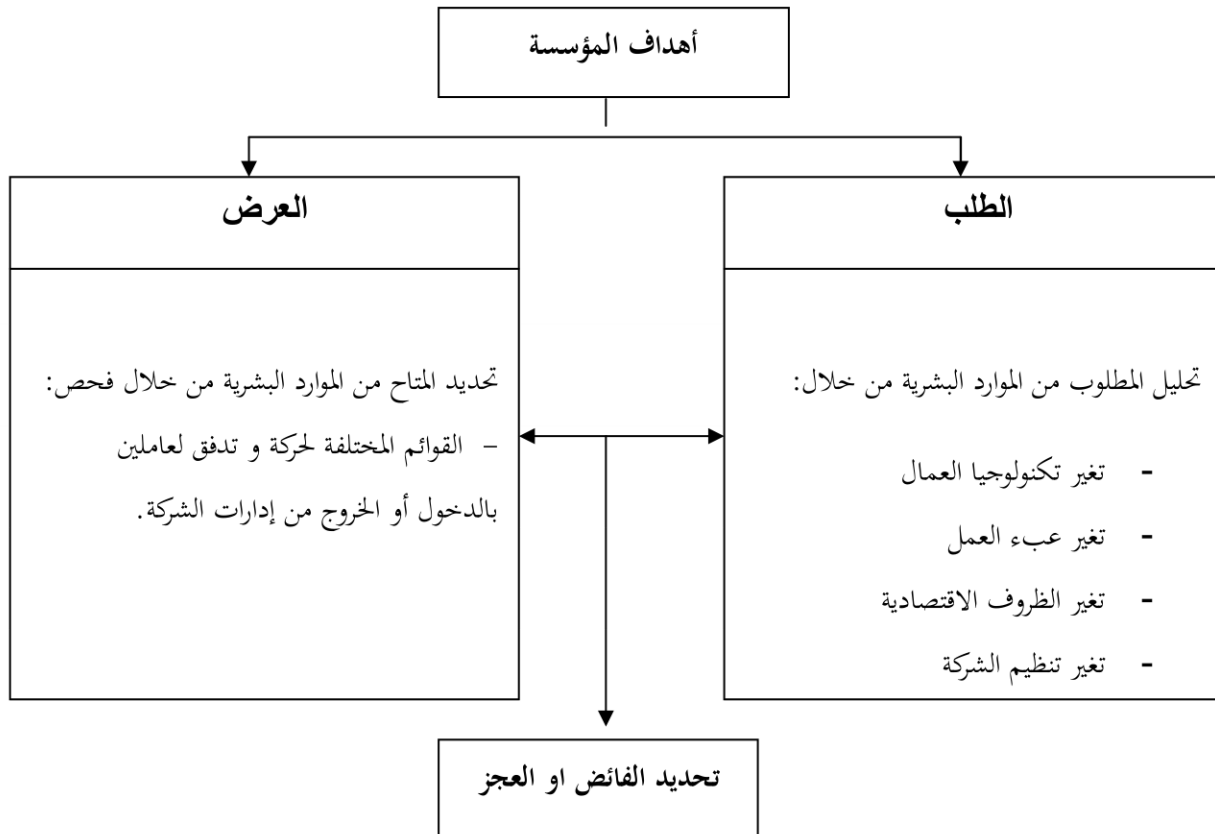 أهداف المؤسسة
الطلب
تحليل المطلوب من الموارد البشرية من خلال:
- تغير تكنولوجيا العمال
- تغير عبء العمل
- تغير الظروف الاقتصادية
- تغير تنظيم الشركة
العرض
تحديد المتاح من الموارد البشرية من خلال فحص:
- القوائم المختلفة لحركة و تدفق لعاملين
بالدخول أو الخروج من إدارات الشركة.
تحديد الفائض او العجز